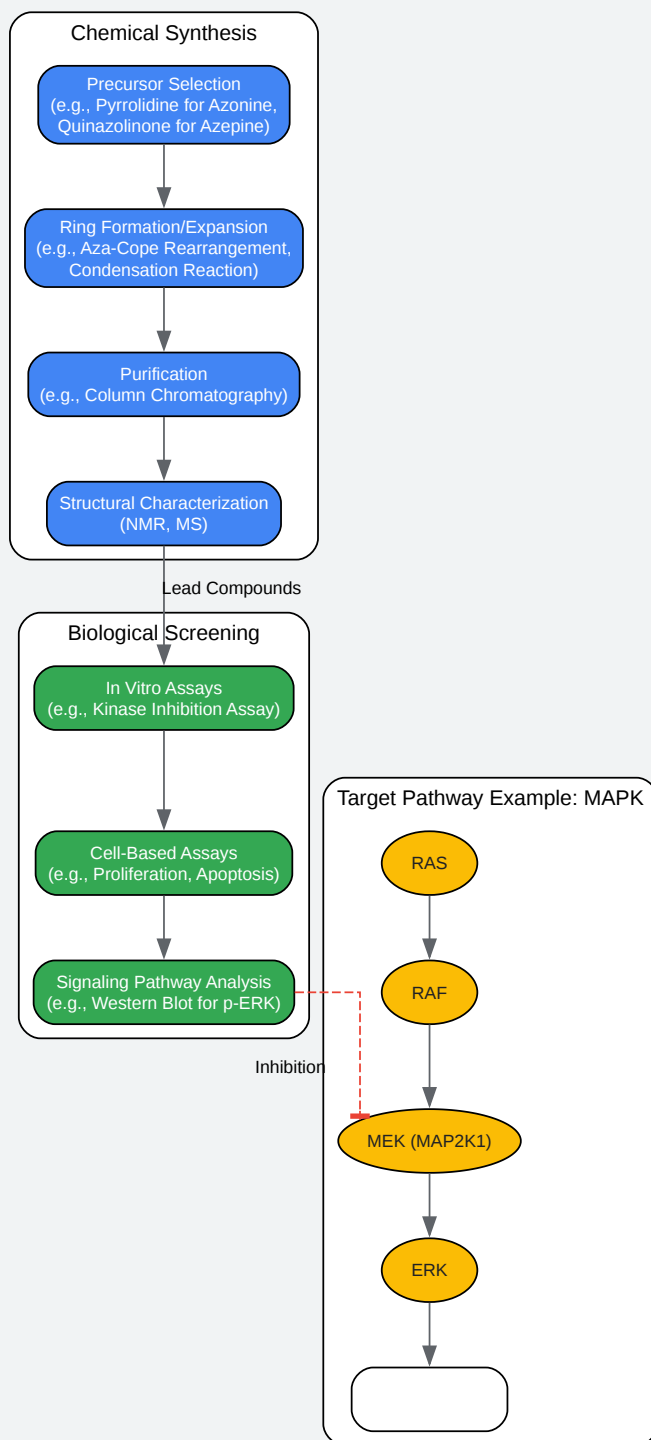 Chemical Synthesis
Precursor Selection
(e.g., Pyrrolidine for Azonine,
Quinazolinone for Azepine)
Ring Formation/Expansion
(e.g., Aza-Cope Rearrangement,
Condensation Reaction)
Purification
(e.g., Column Chromatography)
Structural Characterization
(NMR, MS)
Lead Compounds
Biological Screening
In Vitro Assays
(e.g., Kinase Inhibition Assay)
Cell-Based Assays
(e.g., Proliferation, Apoptosis)
Signaling Pathway Analysis
(e.g., Western Blot for p-ERK)
Inhibition
Target Pathway Example: MAPK
RAS
RAF
MEK (MAP2K1)
ERK